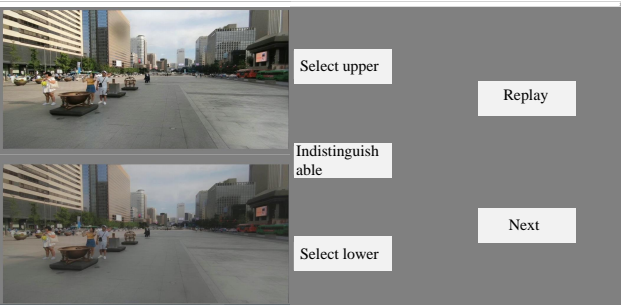 Select upper
Replay
Indistinguish
able
Next
Select lower